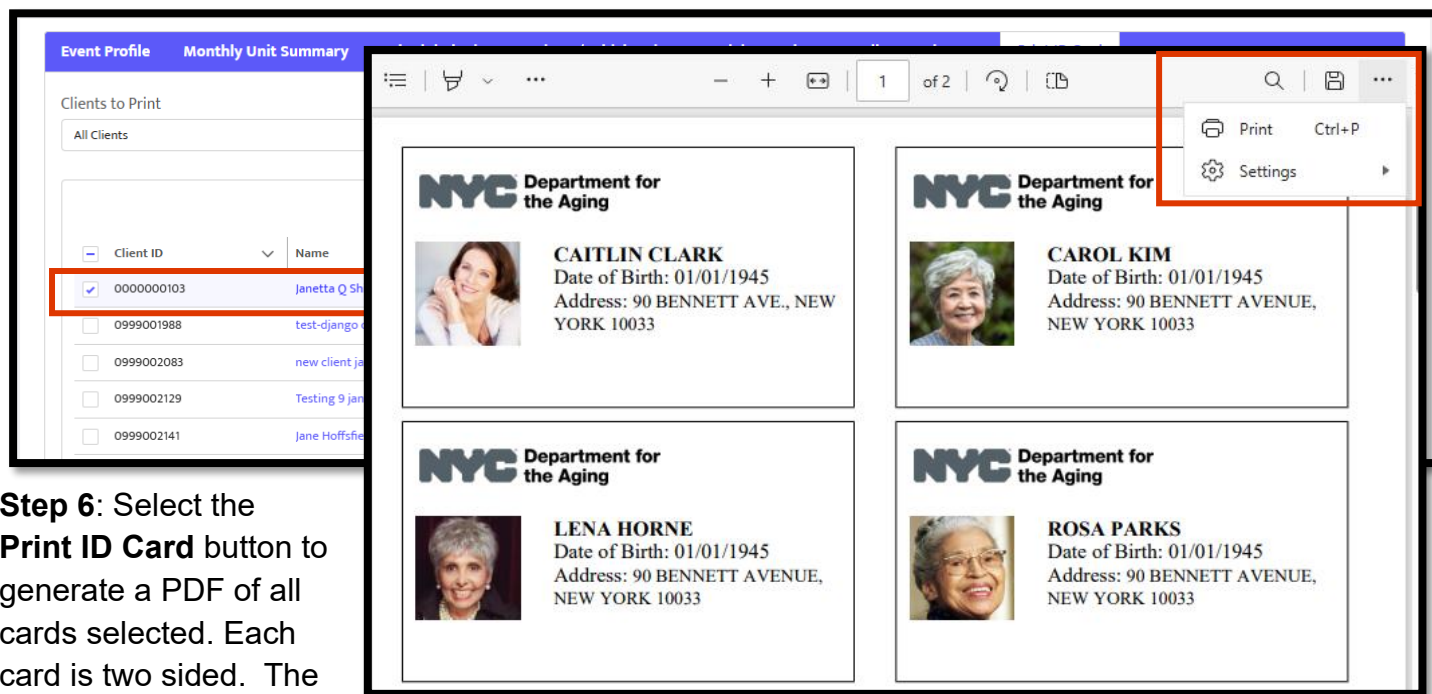 Event Profile Monthly Unit Summary
Clients to Print
All Clients
Client ID Name
0000000103 Janetta Q Sh
0999001988 test-django
0999002083 new client ja
0999002129 Testing 9 jan
0999002141 Jane Hoffsfie
1 of 2
Print Ctrl+P
Settings
NYC Department for
the Aging
CAITLIN CLARK
Date of Birth: 01/01/1945
Address: 90 BENNETT AVE., NEW
YORK 10033
NYC Department for
the Aging
CAROL KIM
Date of Birth: 01/01/1945
Address: 90 BENNETT AVENUE,
NEW YORK 10033
NYC Department for
the Aging
LENA HORNE
Date of Birth: 01/01/1945
Address: 90 BENNETT AVENUE,
NEW YORK 10033
NYC Department for
the Aging
ROSA PARKS
Date of Birth: 01/01/1945
Address: 90 BENNETT AVENUE,
NEW YORK 10033
Step 6: Select the
Print ID Card button to
generate a PDF of all
cards selected. Each
card is two sided. The